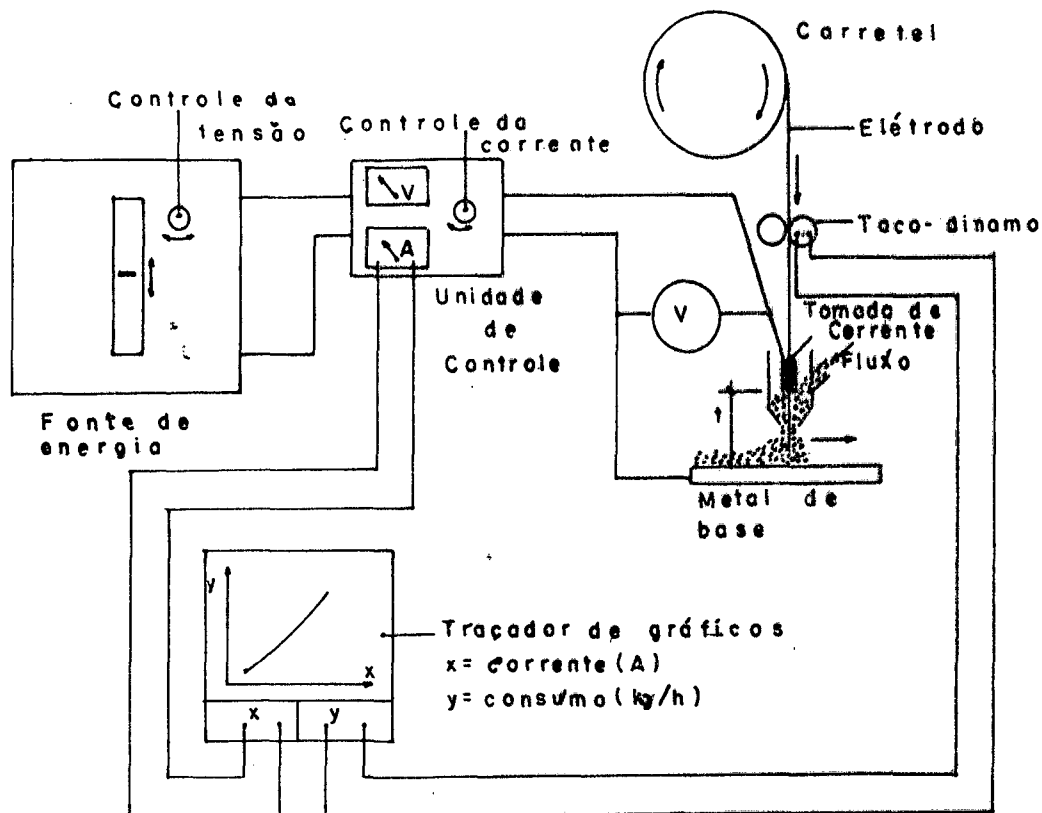 Carretel
Controle da
tensão
Controle da
corrente
Elétrodo
V
A
Taco-dinamo
Unidade
de
Controle
V
Tomada de
Corrente
Fluxo
t
Fonte de
energia
Metal de
base
y
x
Traçador de gráficos
x= corrente(A)
y= consumo(kg/h)
x
y